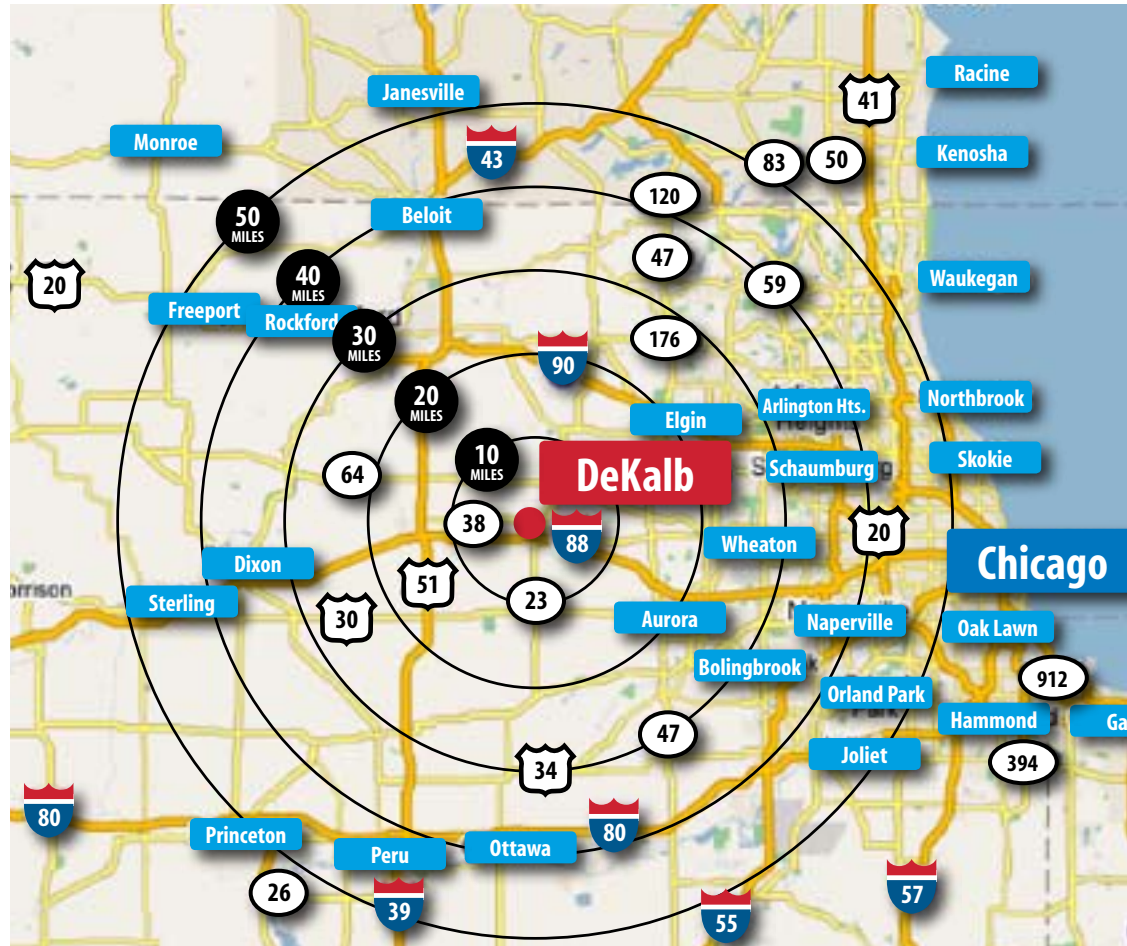 Racine
Janesville
41
Monroe
43
Kenosha
83
50
120
50
MILES
Beloit
47
20
40
MILES
59
Waukegan
Freeport
Rockford
30
MILES
176
90
20
MILES
Elgin
Arlington Hts.
Northbrook
10
MILES
DeKalb
Schaumburg
Skokie
64
38
88
Wheaton
20
Chicago
Dixon
51
orrison
Sterling
30
23
Aurora
Naperville
Oak Lawn
Bolingbrook
912
Orland Park
Hammond
Ga
47
34
Joliet
394
80
Princeton
80
Peru
Ottawa
26
39
55
57